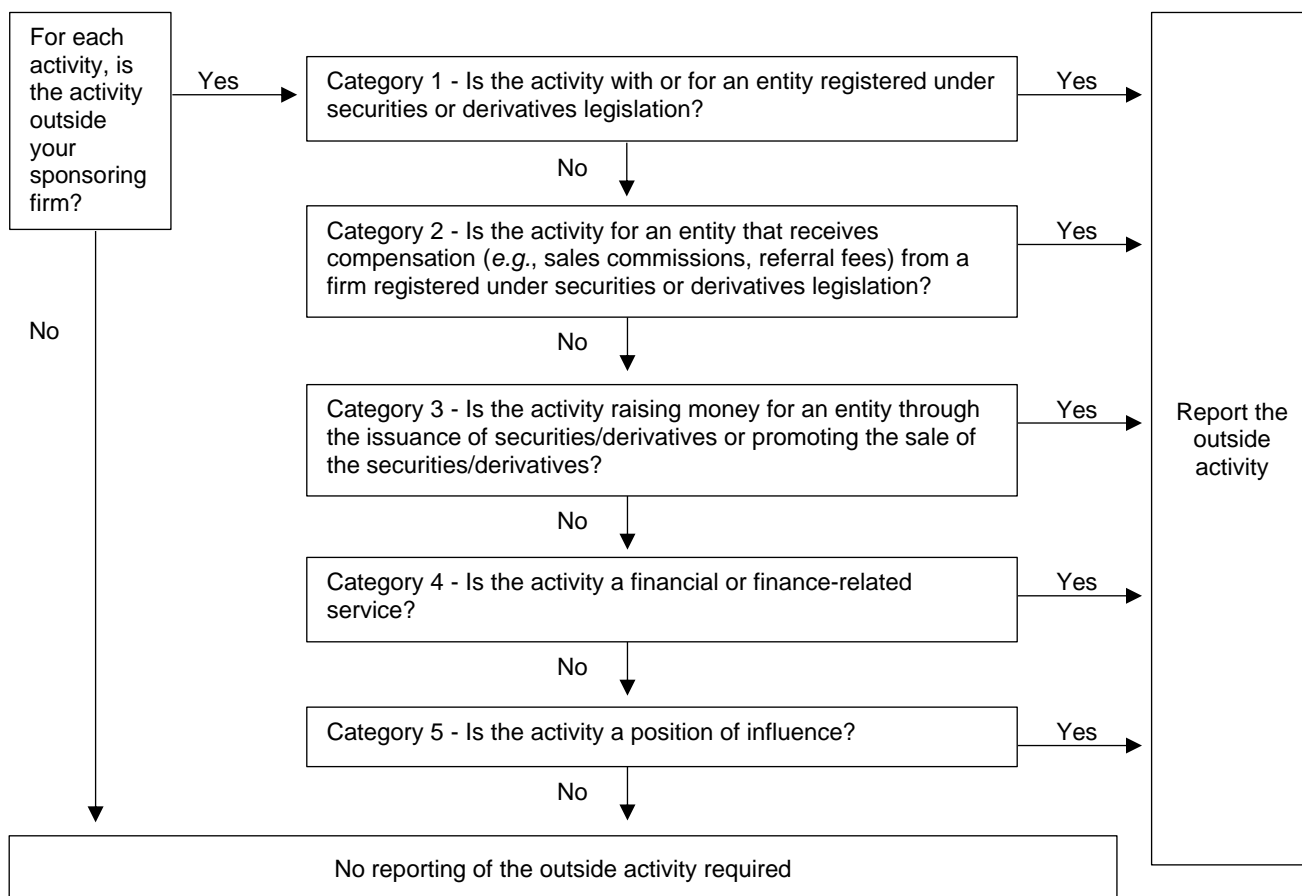 For each
activity, is
the activity
outside
your
sponsoring
firm?
Yes
Category 1 - Is the activity with or for an entity registered under
securities or derivatives legislation?
Yes
No
Category 2 - Is the activity for an entity that receives
compensation (e.g., sales commissions, referral fees) from a
firm registered under securities or derivatives legislation?
Yes
No
No
Category 3 - Is the activity raising money for an entity through
the issuance of securities/derivatives or promoting the sale of
the securities/derivatives?
Yes
Report the
outside
activity
No
Category 4 - Is the activity a financial or finance-related
service?
Yes
No
Category 5 - Is the activity a position of influence?
Yes
No
No reporting of the outside activity required